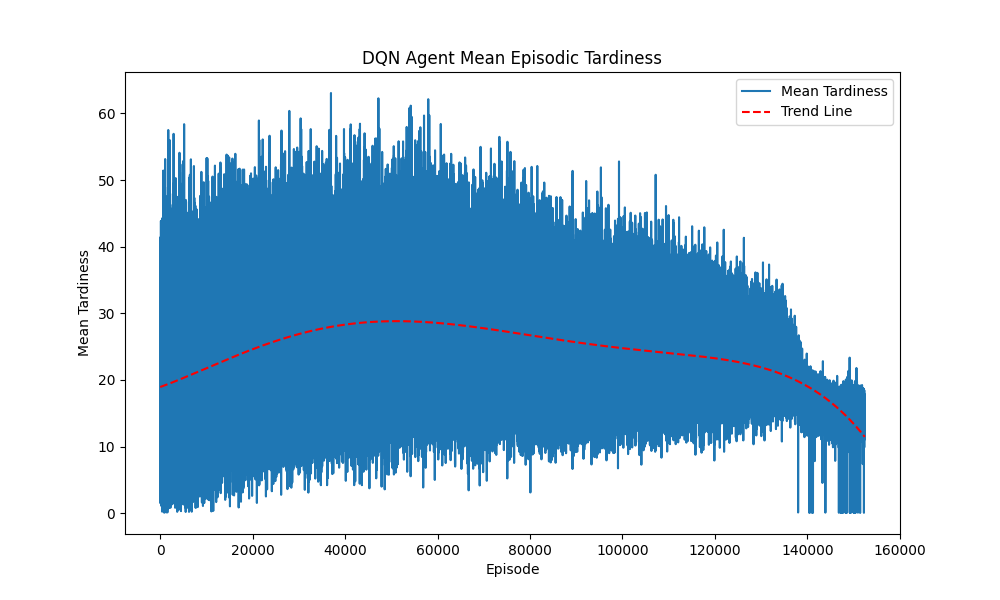 DQN Agent Mean Episodic Tardiness
Mean Tardiness
Trend Line
60
50
40
30
20
10
0
Mean Tardiness
0 20000 40000 60000 80000 100000 120000 140000 160000
Episode